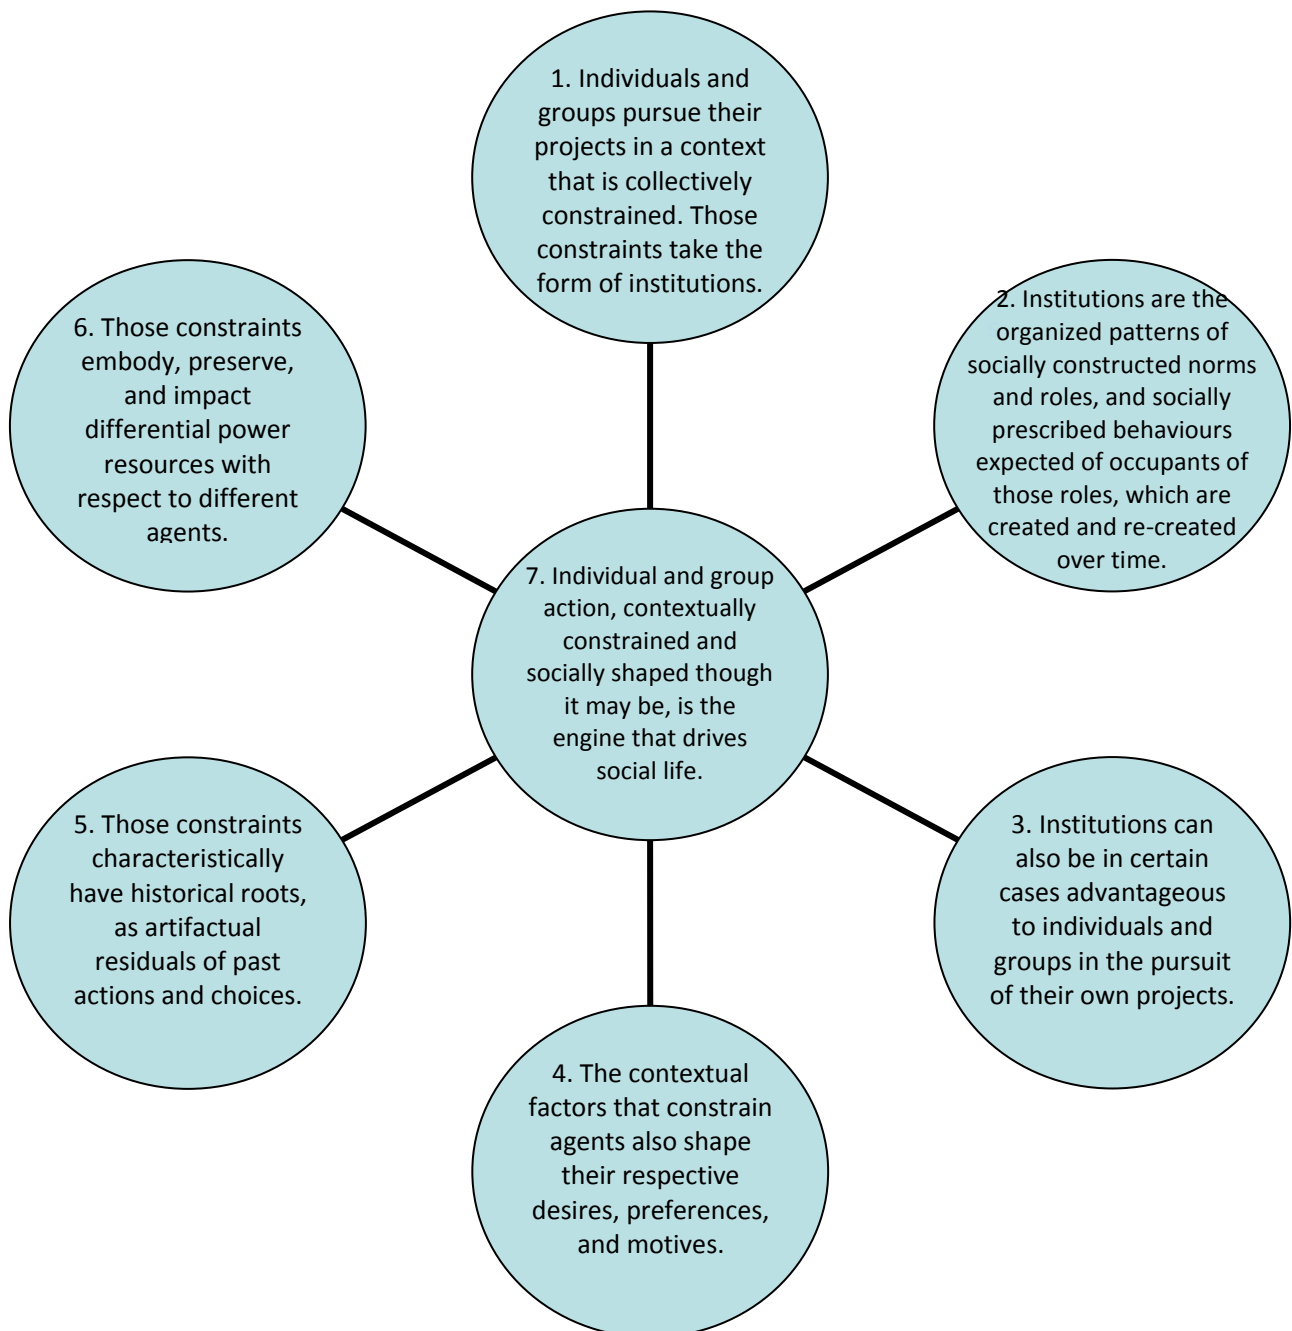 1. Individuals and
groups pursue their
projects in a context
that is collectively
constrained. Those
constraints take the
form of institutions.
2. Institutions are the
organized patterns of
socially constructed norms
and roles, and socially
prescribed behaviours
expected of occupants of
those roles, which are
created and re-created
over time.
3. Institutions can
also be in certain
cases advantageous
to individuals and
groups in the pursuit
of their own projects.
4. The contextual
factors that constrain
agents also shape
their respective
desires, preferences,
and motives.
5. Those constraints
characteristically
have historical roots,
as artifactual
residuals of past
actions and choices.
6. Those constraints
embody, preserve,
and impact
differential power
resources with
respect to different
agents.
7. Individual and group
action, contextually
constrained and
socially shaped though
it may be, is the
engine that drives
social life.